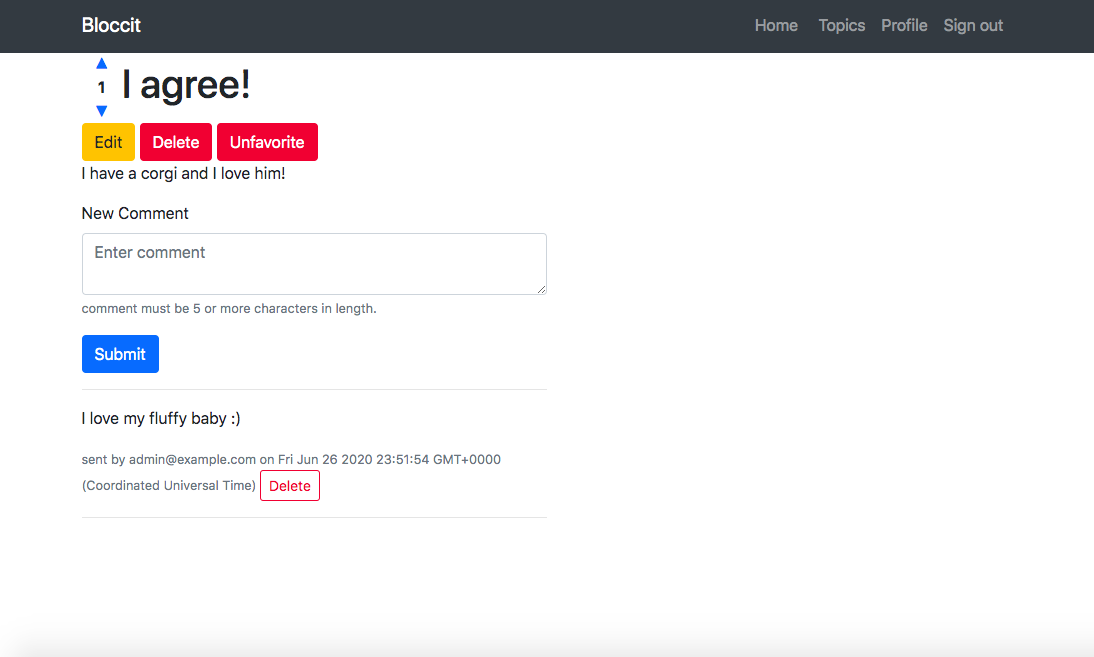 Bloccit
Home Topics Profile Sign out
▲
1 I agree!
▼
Edit Delete Unfavorite
I have a corgi and I love him!
New Comment
Enter comment
comment must be 5 or more characters in length.
Submit
I love my fluffy baby :)
sent by admin@example.com on Fri Jun 26 2020 23:51:54 GMT+0000
(Coordinated Universal Time) Delete